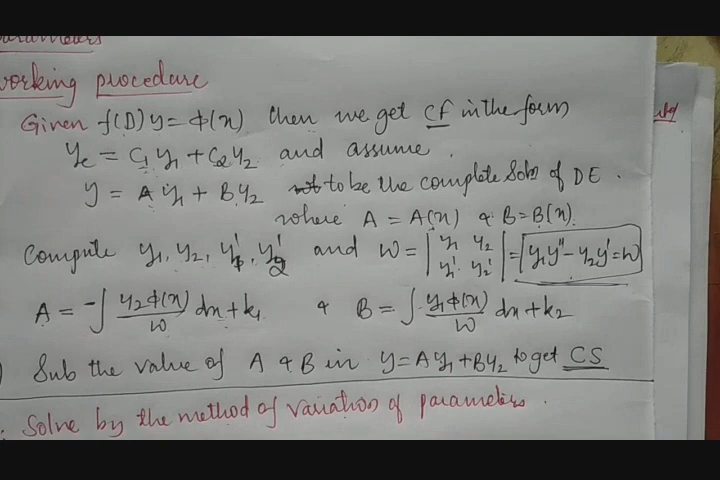 parameters
working procedure
Given f(D)y = φ(x) then we get CF in the form
y_c = C₁y₁ + C₂y₂ and assume,
y = Ay₁ + By₂ to be the complete Soln of DE.
where A = A(x) & B = B(x).
Compute y₁, y₂, y₁', y₂' and W = |y₁ y₂; y₁' y₂'| = y₁y'' - y₂y' = W
A = -∫ y₂φ(x)/W dx + k₁ & B = ∫ y₁φ(x)/W dx + k₂
) Sub the value of A & B in y = Ay₁ + By₂ to get CS
. Solve by the method of variation of parameters.